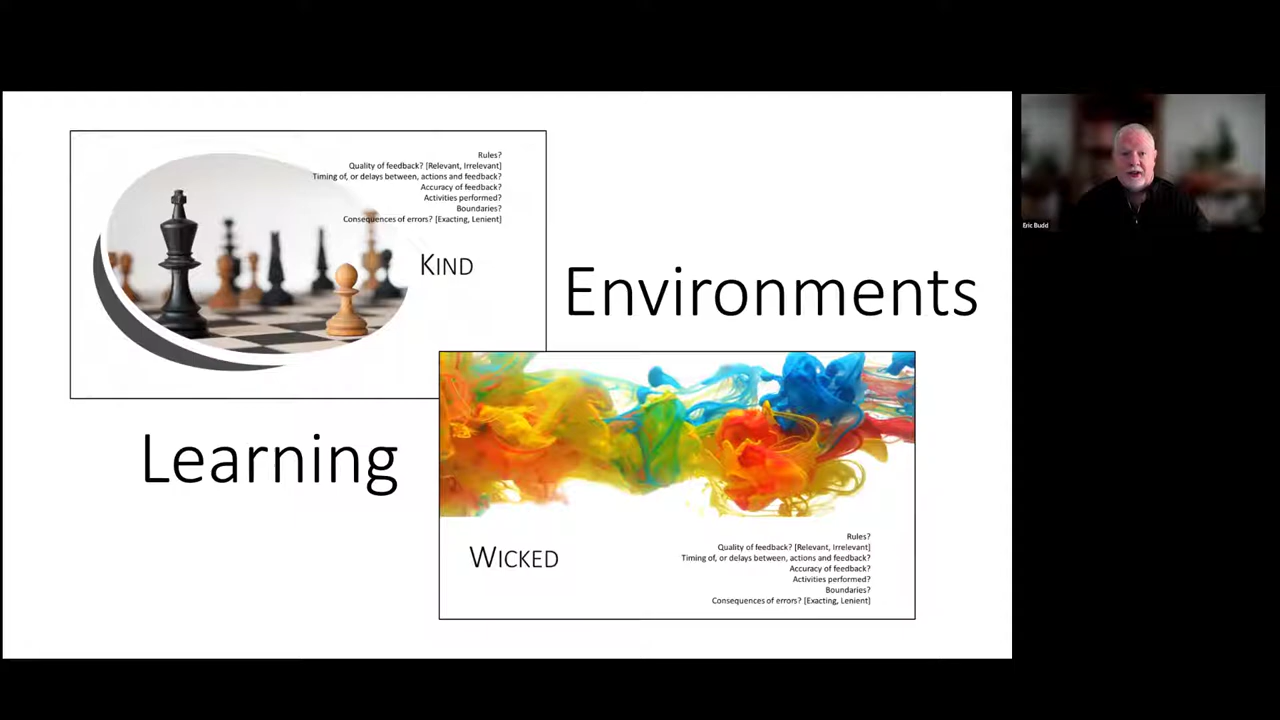 Rules?
Quality of feedback? [Relevant, Irrelevant]
Timing of, or delays between, actions and feedback?
Accuracy of feedback?
Activities performed?
Boundaries?
Consequences of errors? [Exacting, Lenient]
KIND
Environments
Learning
WICKED
Rules?
Quality of feedback? [Relevant, Irrelevant]
Timing of, or delays between, actions and feedback?
Accuracy of feedback?
Activities performed?
Boundaries?
Consequences of errors? [Exacting, Lenient]
Eric Budd